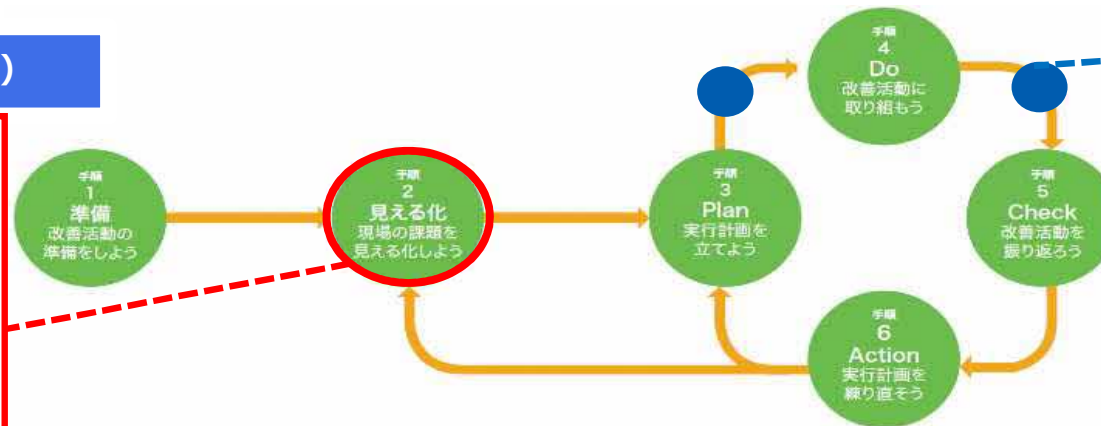 )
手順
1
準備
改善活動の
準備をしよう
手順
2
見える化
現場の課題を
見える化しよう
手順
3
Plan
実行計画を
立てよう
手順
4
Do
改善活動に
取り組もう
手順
5
Check
改善活動を
振り返ろう
手順
6
Action
実行計画を
練り直そう